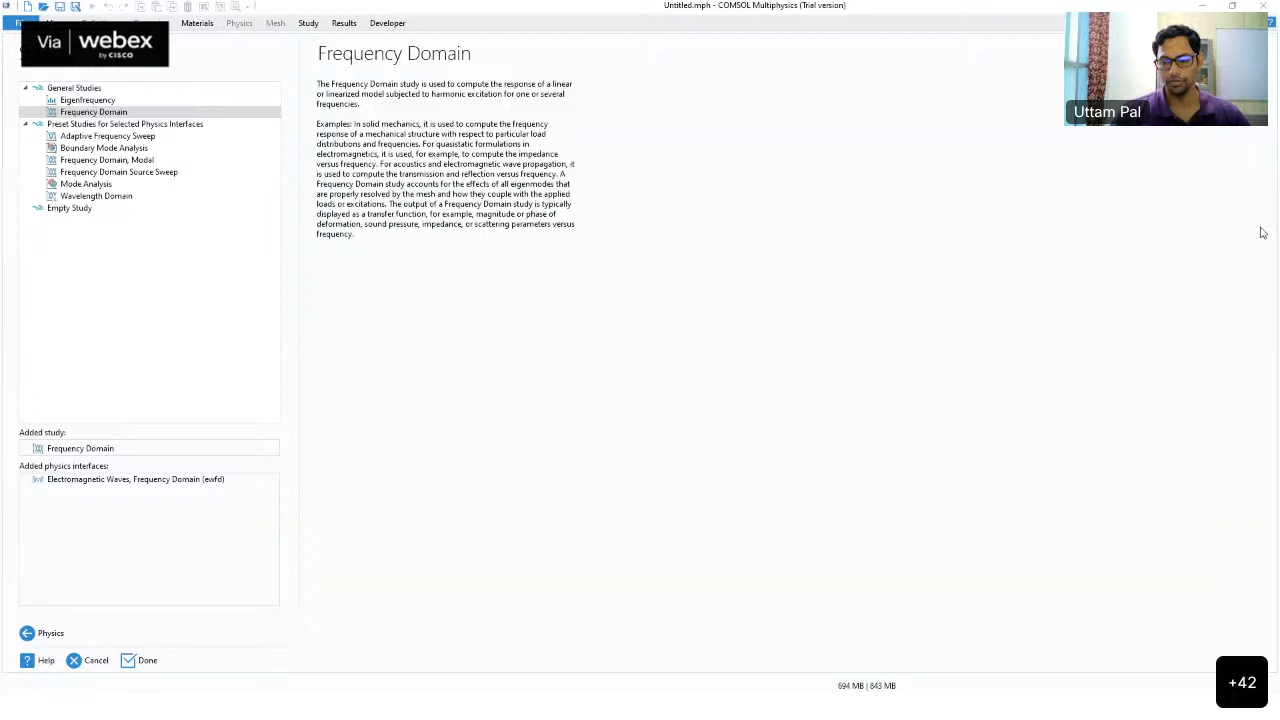 Untitled.mph - COMSOL Multiphysics (Trial version)
Materials Physics Mesh Study Results Developer
Via webex
by CISCO
Uttam Pal
General Studies
Eigenfrequency
Frequency Domain
Preset Studies for Selected Physics Interfaces
Adaptive Frequency Sweep
Boundary Mode Analysis
Frequency Domain, Modal
Frequency Domain Source Sweep
Mode Analysis
Wavelength Domain
Empty Study
Added study:
Frequency Domain
Added physics interfaces:
Electromagnetic Waves, Frequency Domain (ewfd)
Physics
Help Cancel Done
Frequency Domain
The Frequency Domain study is used to compute the response of a linear
or linearized model subjected to harmonic excitation for one or several
frequencies.
Examples: In solid mechanics, it is used to compute the frequency
response of a mechanical structure with respect to particular load
distributions and frequencies. For quasistatic formulations in
electromagnetics, it is used, for example, to compute the impedance
versus frequency. For acoustics and electromagnetic wave propagation, it
is used to compute the transmission and reflection versus frequency. A
Frequency Domain study accounts for the effects of all eigenmodes that
are properly resolved by the mesh and how they couple with the applied
loads or excitations. The output of a Frequency Domain study is typically
displayed as a transfer function, for example, magnitude or phase of
deformation, sound pressure, impedance, or scattering parameters versus
frequency.
694 MB | 843 MB
+42